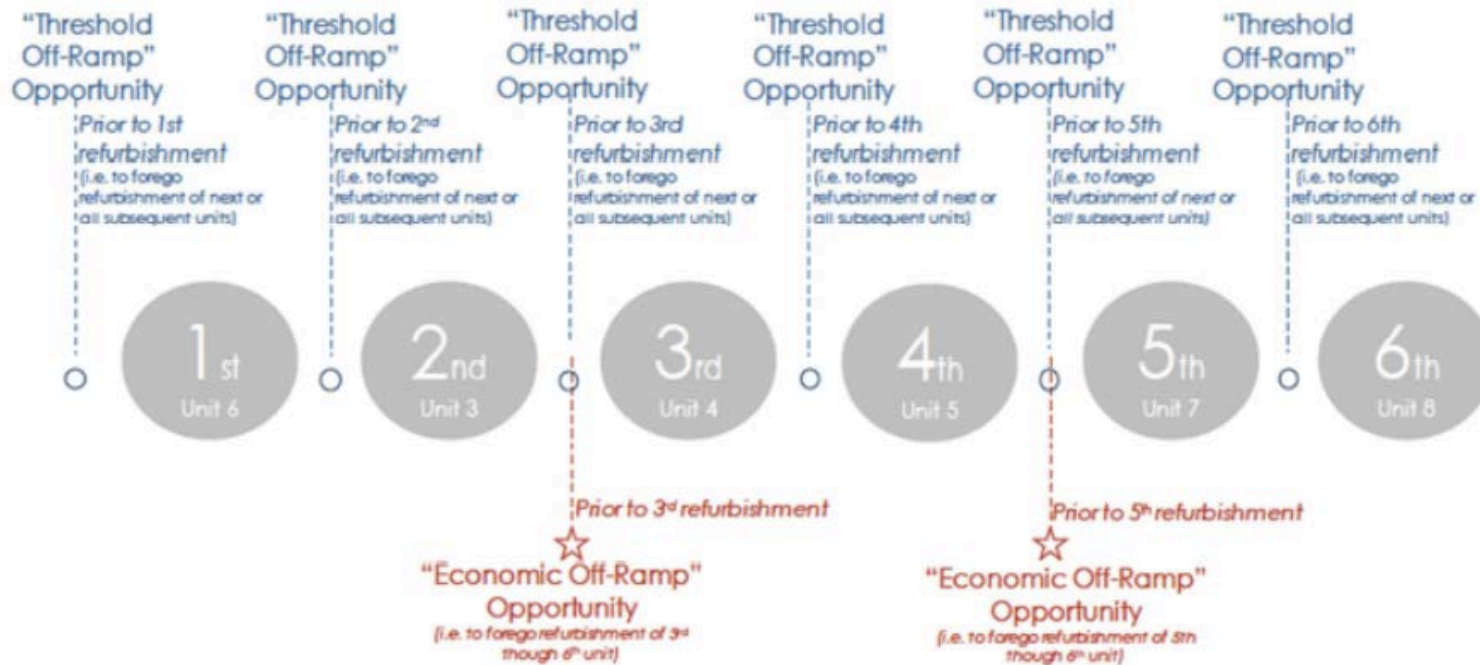 “Threshold
Off-Ramp”
Opportunity
Prior to 1st
refurbishment
(i.e. to forego
refurbishment of next or
all subsequent units)
“Threshold
Off-Ramp”
Opportunity
Prior to 2nd
refurbishment
(i.e. to forego
refurbishment of next or
all subsequent units)
“Threshold
Off-Ramp”
Opportunity
Prior to 3rd
refurbishment
(i.e. to forego
refurbishment of next or
all subsequent units)
“Threshold
Off-Ramp”
Opportunity
Prior to 4th
refurbishment
(i.e. to forego
refurbishment of next or
all subsequent units)
“Threshold
Off-Ramp”
Opportunity
Prior to 5th
refurbishment
(i.e. to forego
refurbishment of next or
all subsequent units)
“Threshold
Off-Ramp”
Opportunity
Prior to 6th
refurbishment
(i.e. to forego
refurbishment of next or
all subsequent units)
1st
Unit 6
2nd
Unit 3
3rd
Unit 4
4th
Unit 5
5th
Unit 7
6th
Unit 8
Prior to 3rd refurbishment
“Economic Off-Ramp”
Opportunity
(i.e. to forego refurbishment of 3rd
though 6th unit)
Prior to 5th refurbishment
“Economic Off-Ramp”
Opportunity
(i.e. to forego refurbishment of 5th
though 6th unit)